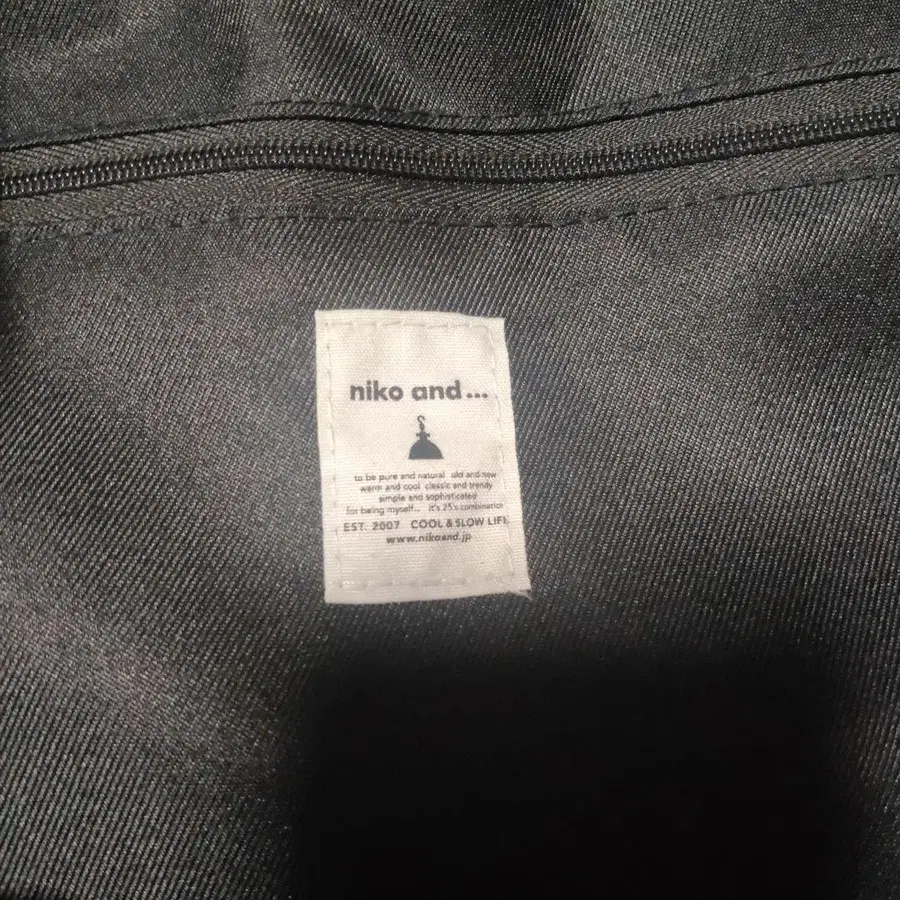 niko and...
to be pure and natural old and new
warm and cool classic and trendy
simple and sophisticated
for being myself... it's 25's combination
EST. 2007 COOL & SLOW LIFE
www.nikoand.jp